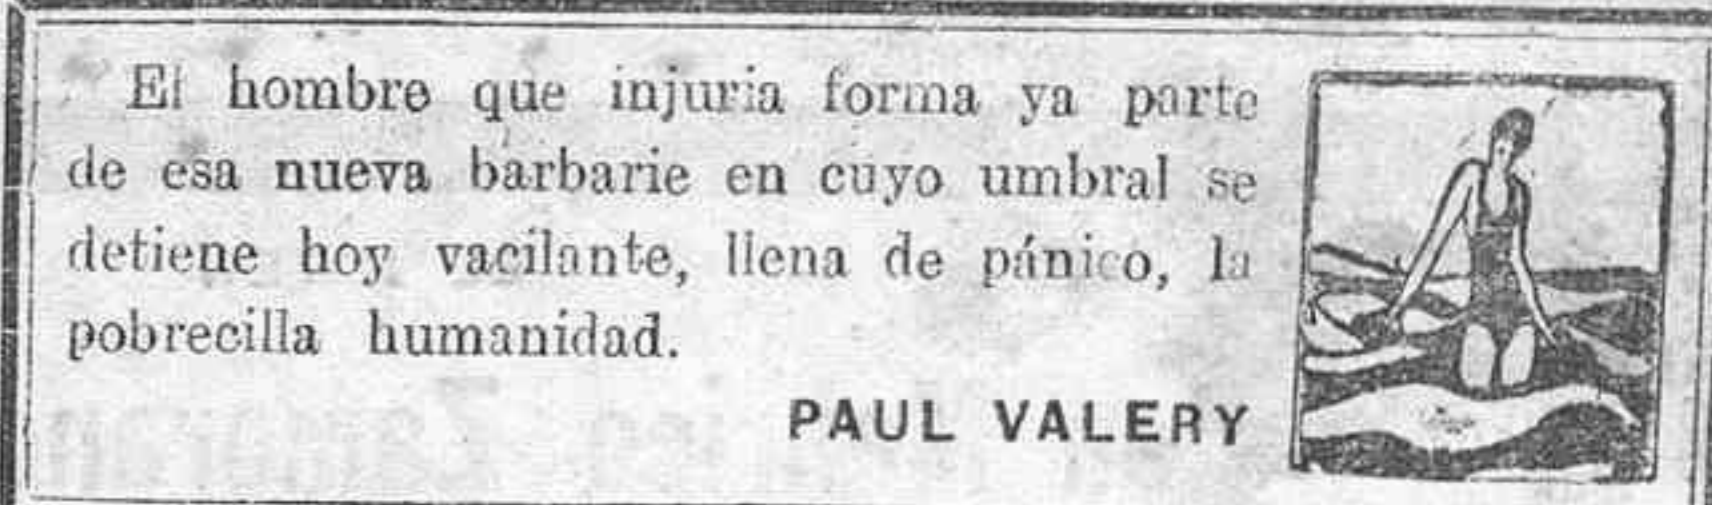 El hombre que injuria forma ya parte
de esa nueva barbarie en cuyo umbral se
detiene hoy vacilante, llena de pánico, la
pobrecilla humanidad.
PAUL VALERY